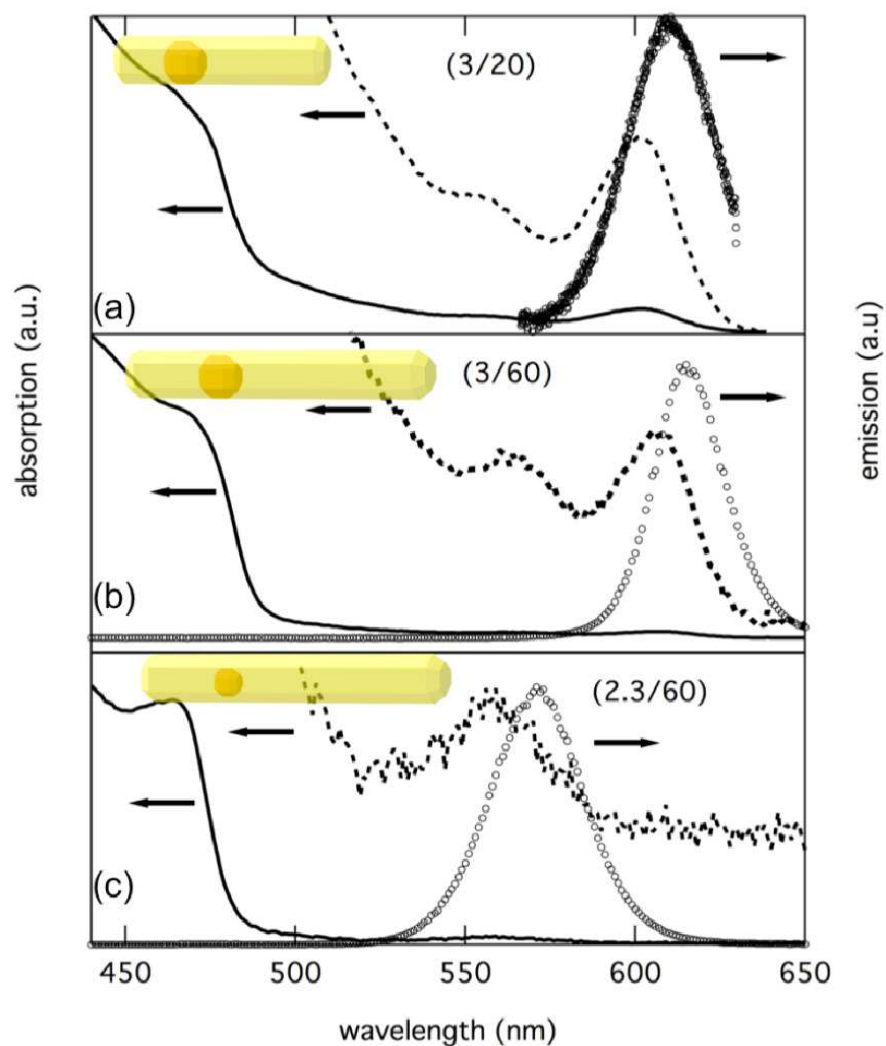 (3/20)
(a)
(3/60)
(b)
(2.3/60)
(c)
absorption (a.u.)
emission (a.u)
450 500 550 600 650
wavelength (nm)